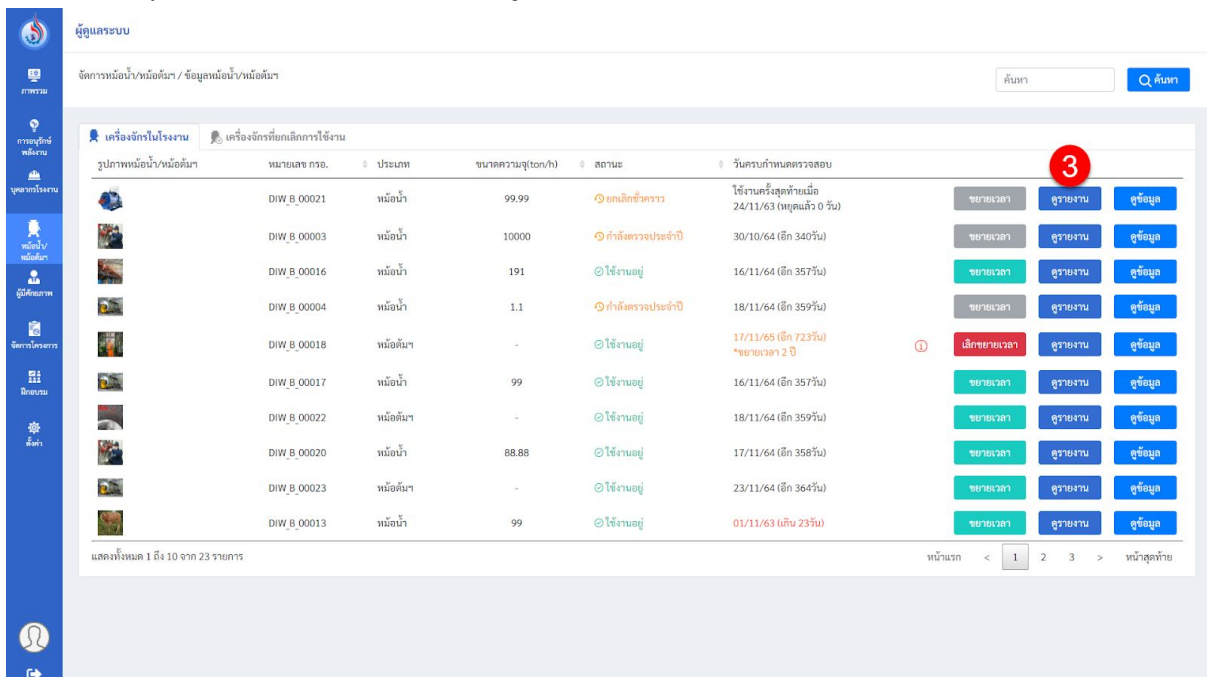 ผู้ดูแลระบบ
จัดการหม้อน้ำ/หม้อต้มฯ / ข้อมูลหม้อน้ำ/หม้อต้มฯ
ค้นหา
ค้นหา
ภาพรวม
การอนุรักษ์
พลังงาน
บุคลากรโรงงาน
หม้อน้ำ/
หม้อต้มฯ
ผู้มีศักยภาพ
จัดการโครงการ
ฝึกอบรม
ตั้งค่า
เครื่องจักรในโรงงาน เครื่องจักรที่ยกเลิกการใช้งาน
รูปภาพหม้อน้ำ/หม้อต้มฯ หมายเลข กรอ. ประเภท ขนาดความจุ(ton/h) สถานะ วันครบกำหนดตรวจสอบ
3
DIW_B_00021 หม้อน้ำ 99.99 ยกเลิกชั่วคราว ใช้งานครั้งสุดท้ายเมื่อ
24/11/63 (หยุดแล้ว 0 วัน) ขยายเวลา ดูรายงาน ดูข้อมูล
DIW_B_00003 หม้อน้ำ 10000 กำลังตรวจประจำปี 30/10/64 (อีก 340วัน) ขยายเวลา ดูรายงาน ดูข้อมูล
DIW_B_00016 หม้อน้ำ 191 ใช้งานอยู่ 16/11/64 (อีก 357วัน) ขยายเวลา ดูรายงาน ดูข้อมูล
DIW_B_00004 หม้อน้ำ 1.1 กำลังตรวจประจำปี 18/11/64 (อีก 359วัน) ขยายเวลา ดูรายงาน ดูข้อมูล
DIW_B_00018 หม้อต้มฯ - ใช้งานอยู่ 17/11/65 (อีก 723วัน)
*ขยายเวลา 2 ปี เลิกขยายเวลา ดูรายงาน ดูข้อมูล
DIW_B_00017 หม้อน้ำ 99 ใช้งานอยู่ 16/11/64 (อีก 357วัน) ขยายเวลา ดูรายงาน ดูข้อมูล
DIW_B_00022 หม้อต้มฯ - ใช้งานอยู่ 18/11/64 (อีก 359วัน) ขยายเวลา ดูรายงาน ดูข้อมูล
DIW_B_00020 หม้อน้ำ 88.88 ใช้งานอยู่ 17/11/64 (อีก 358วัน) ขยายเวลา ดูรายงาน ดูข้อมูล
DIW_B_00023 หม้อต้มฯ - ใช้งานอยู่ 23/11/64 (อีก 364วัน) ขยายเวลา ดูรายงาน ดูข้อมูล
DIW_B_00013 หม้อน้ำ 99 ใช้งานอยู่ 01/11/63 (เกิน 23วัน) ขยายเวลา ดูรายงาน ดูข้อมูล
แสดงทั้งหมด 1 ถึง 10 จาก 23 รายการ หน้าแรก < 1 2 3 > หน้าสุดท้าย